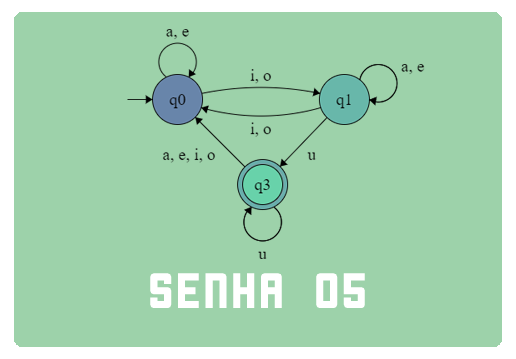 a, e
i, o
a, e
q0
q1
i, o
a, e, i, o
u
q3
u
SENHA 05